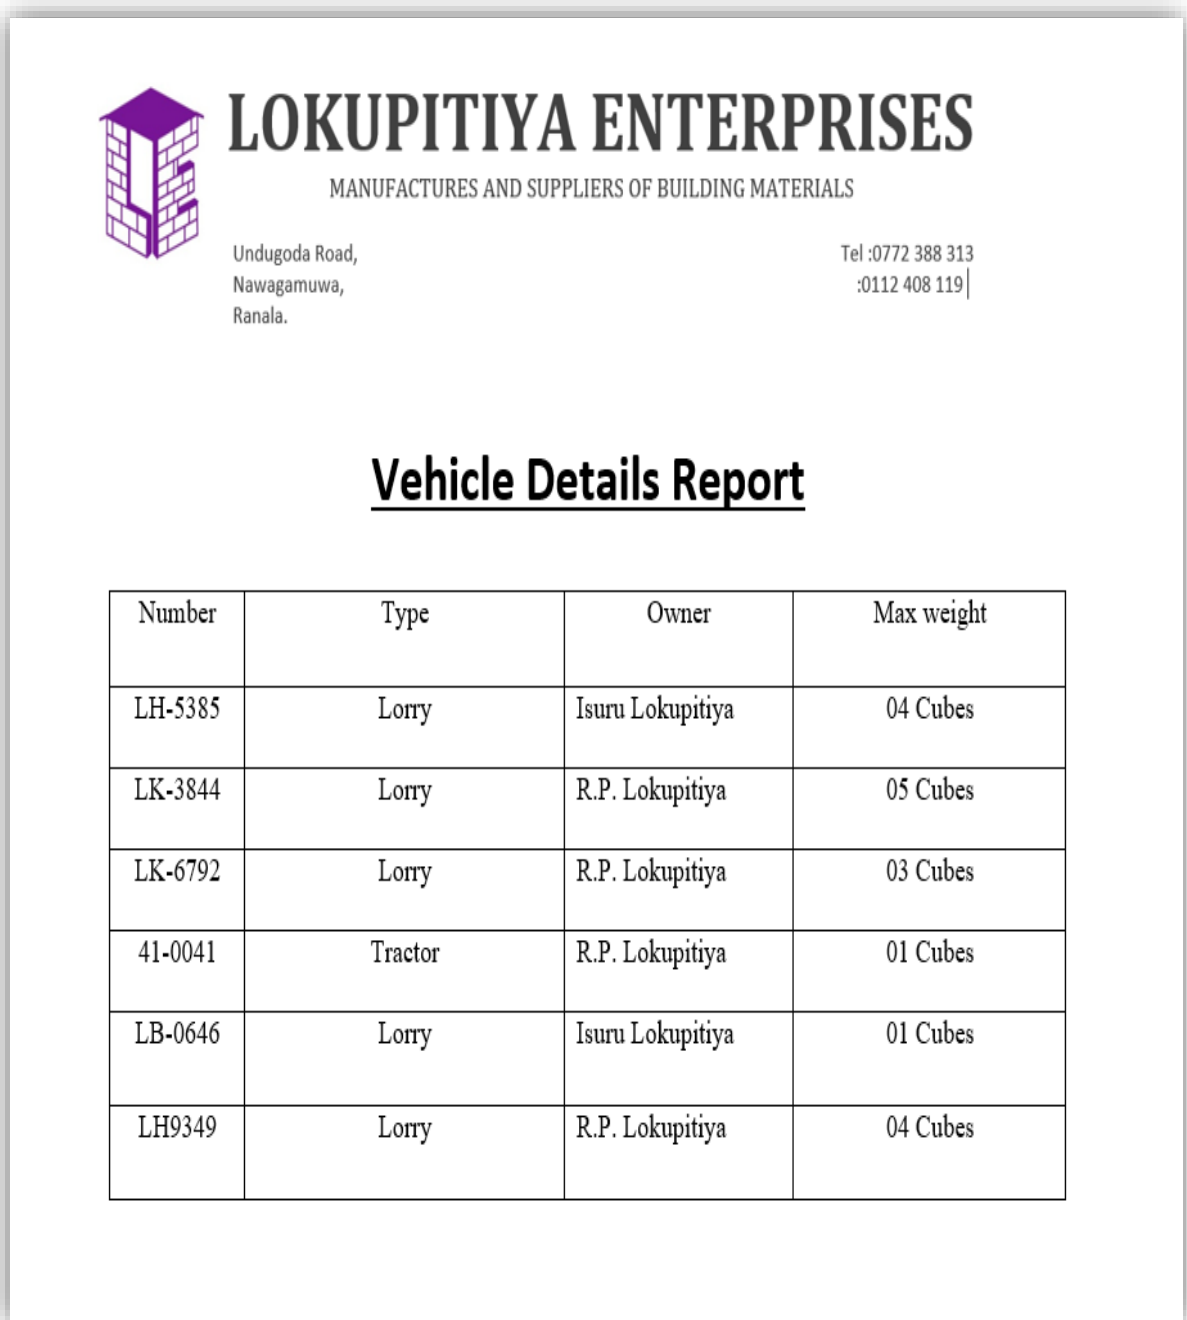 LOKUPITIYA ENTERPRISES
MANUFACTURES AND SUPPLIERS OF BUILDING MATERIALS
Undugoda Road, Tel :0772 388 313
Nawagamuwa, :0112 408 119
Ranala.
Vehicle Details Report
Number Type Owner Max weight
LH-5385 Lorry Isuru Lokupitiya 04 Cubes
LK-3844 Lorry R.P. Lokupitiya 05 Cubes
LK-6792 Lorry R.P. Lokupitiya 03 Cubes
41-0041 Tractor R.P. Lokupitiya 01 Cubes
LB-0646 Lorry Isuru Lokupitiya 01 Cubes
LH9349 Lorry R.P. Lokupitiya 04 Cubes